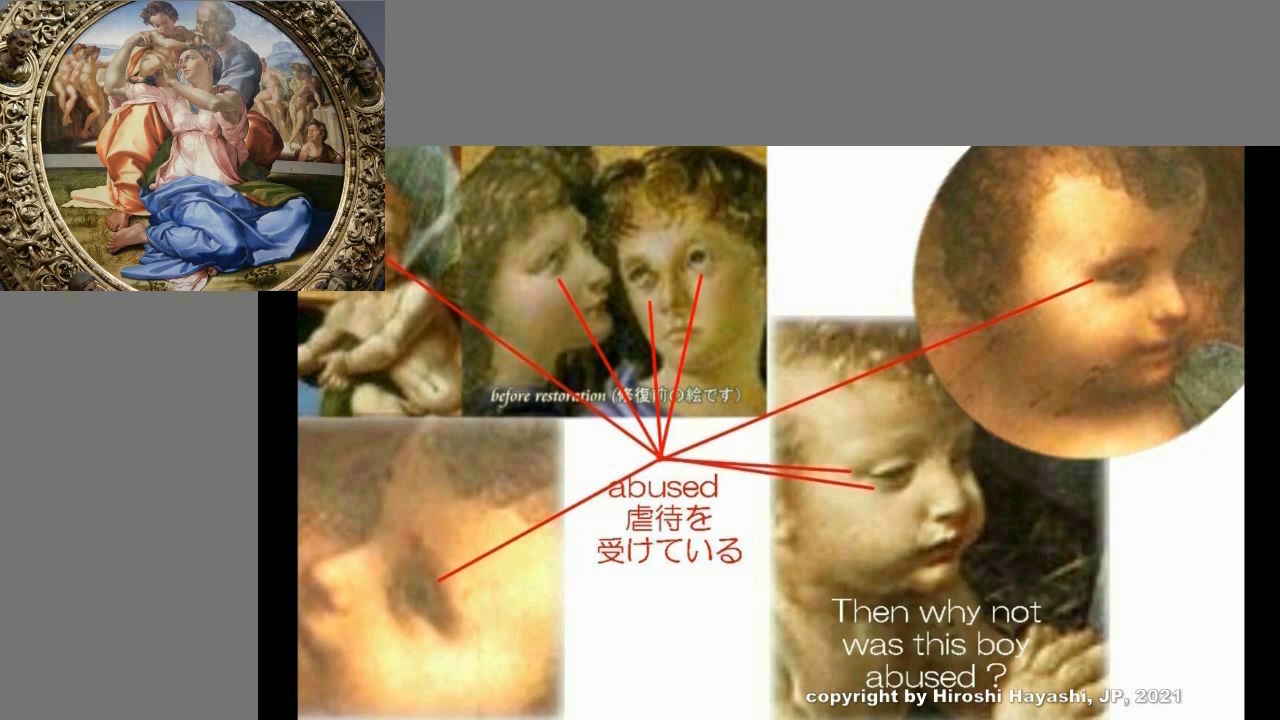 before restoration (修復前の絵です)
abused
虐待を
受けている
Then why not
was this boy
abused ?
copyright by Hiroshi Hayashi, JP, 2021